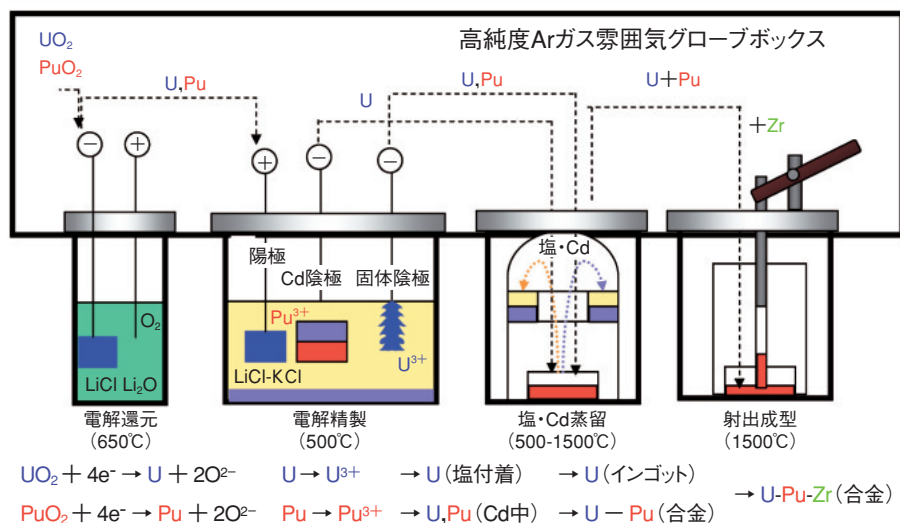 高純度Arガス雰囲気グローブボックス
UO₂
PuO₂
U,Pu
U
U,Pu
U+Pu
+Zr
− + + − −
陽極
Cd陰極
固体陰極
塩・Cd
O₂
Pu³⁺
U³⁺
LiCl Li₂O
LiCl-KCl
電解還元
(650℃)
電解精製
(500℃)
塩・Cd蒸留
(500-1500℃)
射出成型
(1500℃)
UO₂ + 4e⁻ → U + 2O²⁻ U → U³⁺ → U(塩付着) → U(インゴット)
→ U-Pu-Zr(合金)
PuO₂ + 4e⁻ → Pu + 2O²⁻ Pu → Pu³⁺ → U,Pu(Cd中) → U − Pu(合金)